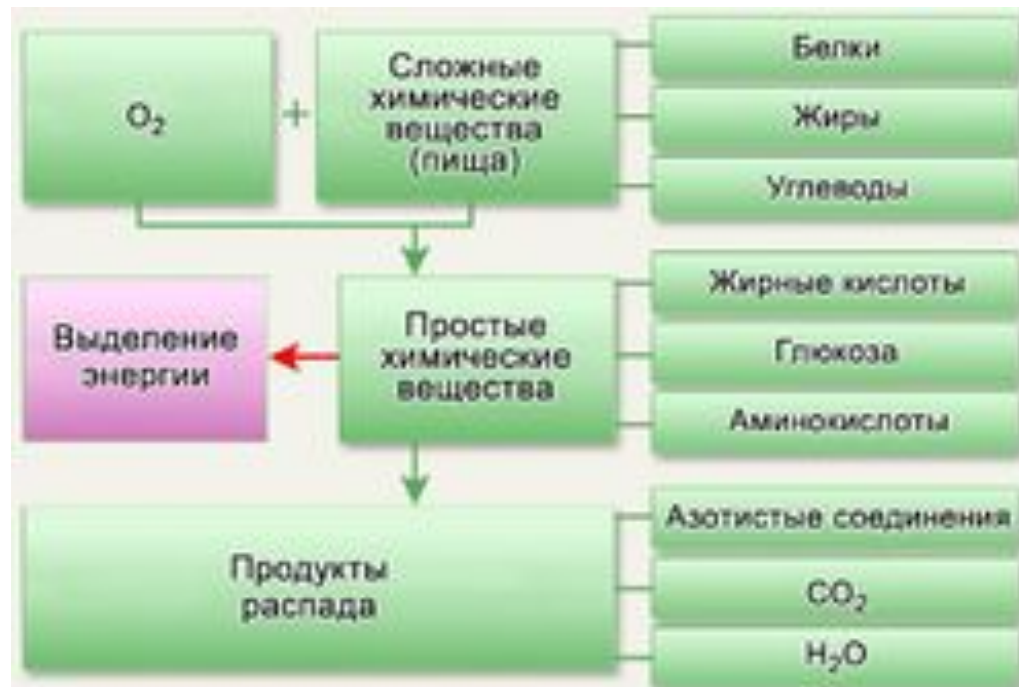 O₂
+
Сложные
химические
вещества
(пища)
Белки
Жиры
Углеводы
Выделение
энергии
Простые
химические
вещества
Жирные кислоты
Глюкоза
Аминокислоты
Продукты
распада
Азотистые соединения
CO₂
H₂O